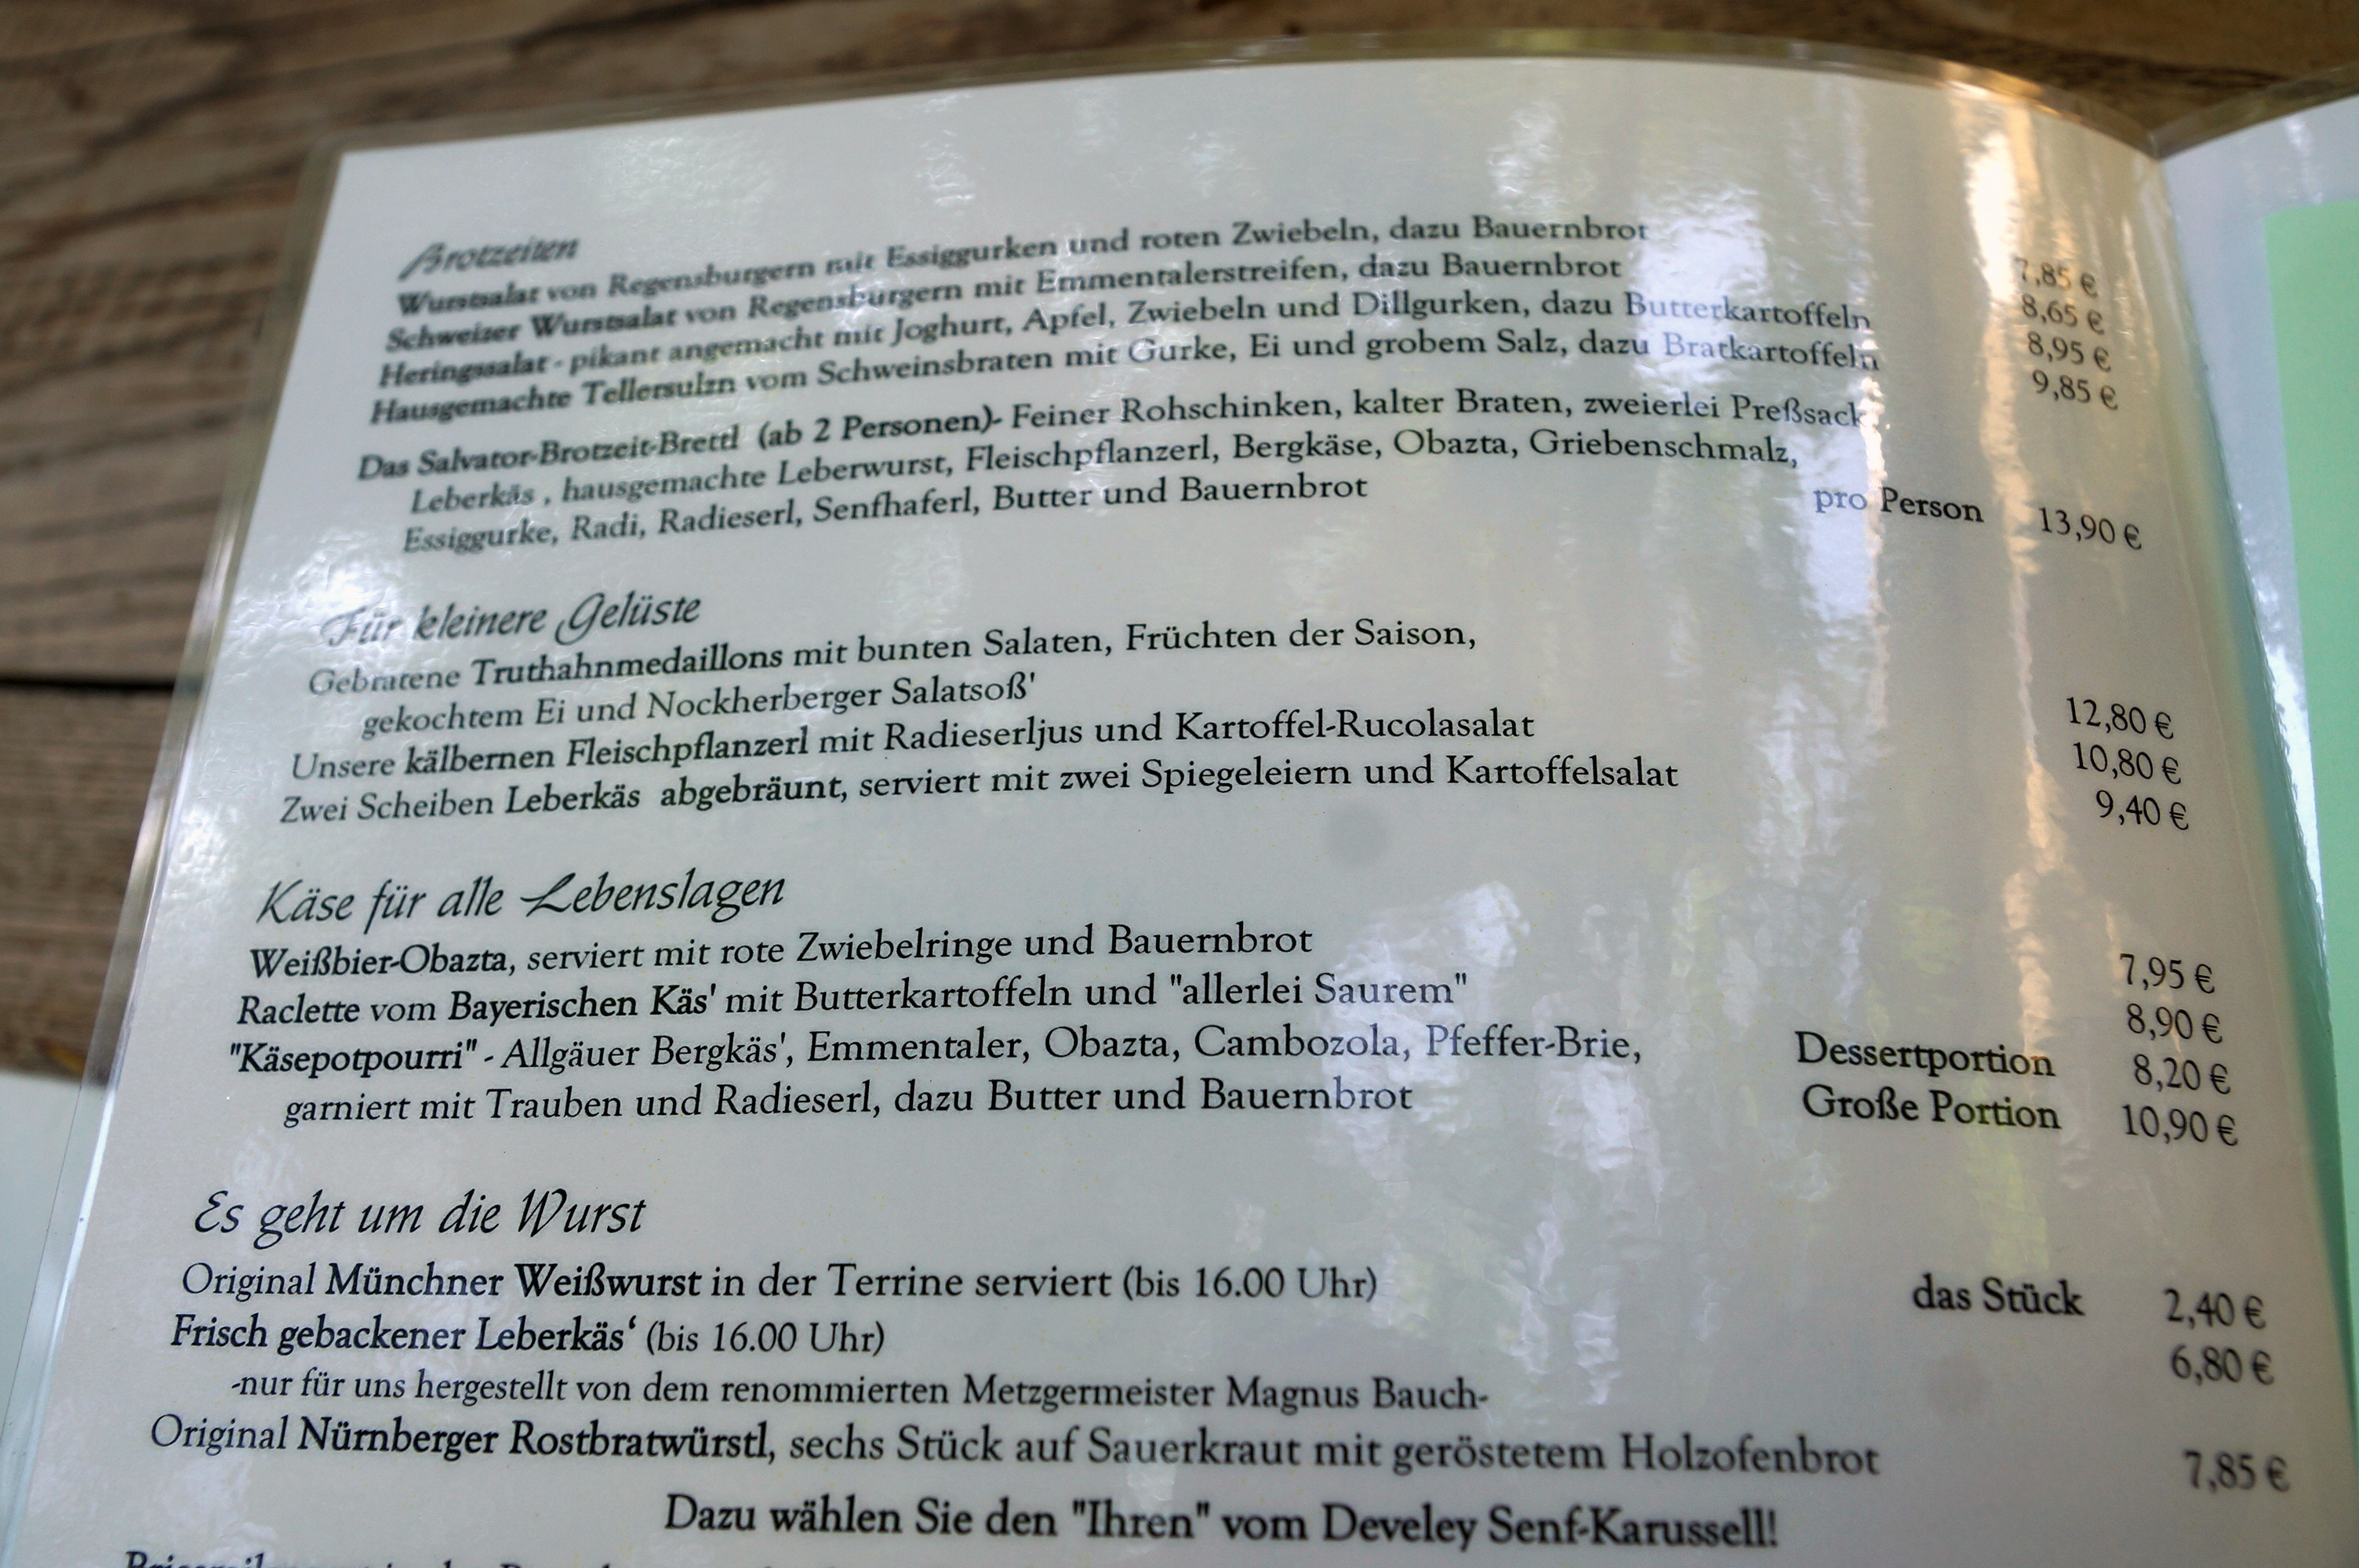 Brotzeiten
Wurstsalat von Regensburgern mit Essiggurken und roten Zwiebeln, dazu Bauernbrot 7,85 €
Schweizer Wurstsalat von Regensburgern mit Emmentalerstreifen, dazu Bauernbrot 8,65 €
Heringssalat - pikant angemacht mit Joghurt, Apfel, Zwiebeln und Dillgurken, dazu Butterkartoffeln 8,95 €
Hausgemachte Tellersulzn vom Schweinsbraten mit Gurke, Ei und grobem Salz, dazu Bratkartoffeln 9,85 €
Das Salvator-Brotzeit-Brettl (ab 2 Personen)- Feiner Rohschinken, kalter Braten, zweierlei Preßsack
Leberkäs , hausgemachte Leberwurst, Fleischpflanzerl, Bergkäse, Obazta, Griebenschmalz,
Essiggurke, Radi, Radieserl, Senfhaferl, Butter und Bauernbrot pro Person 13,90 €
Für kleinere Gelüste
Gebratene Truthahnmedaillons mit bunten Salaten, Früchten der Saison,
gekochtem Ei und Nockherberger Salatsoß' 12,80 €
Unsere kälbernen Fleischpflanzerl mit Radieserljus und Kartoffel-Rucolasalat 10,80 €
Zwei Scheiben Leberkäs abgebräunt, serviert mit zwei Spiegeleiern und Kartoffelsalat 9,40 €
Käse für alle Lebenslagen
Weißbier-Obazta, serviert mit rote Zwiebelringe und Bauernbrot 7,95 €
Raclette vom Bayerischen Käs' mit Butterkartoffeln und "allerlei Saurem" 8,90 €
"Käsepotpourri" - Allgäuer Bergkäs', Emmentaler, Obazta, Cambozola, Pfeffer-Brie, Dessertportion 8,20 €
garniert mit Trauben und Radieserl, dazu Butter und Bauernbrot Große Portion 10,90 €
Es geht um die Wurst
Original Münchner Weißwurst in der Terrine serviert (bis 16.00 Uhr) das Stück 2,40 €
Frisch gebackener Leberkäs‘ (bis 16.00 Uhr) 6,80 €
-nur für uns hergestellt von dem renommierten Metzgermeister Magnus Bauch-
Original Nürnberger Rostbratwürstl, sechs Stück auf Sauerkraut mit geröstetem Holzofenbrot 7,85 €
Dazu wählen Sie den "Ihren" vom Develey Senf-Karussell!